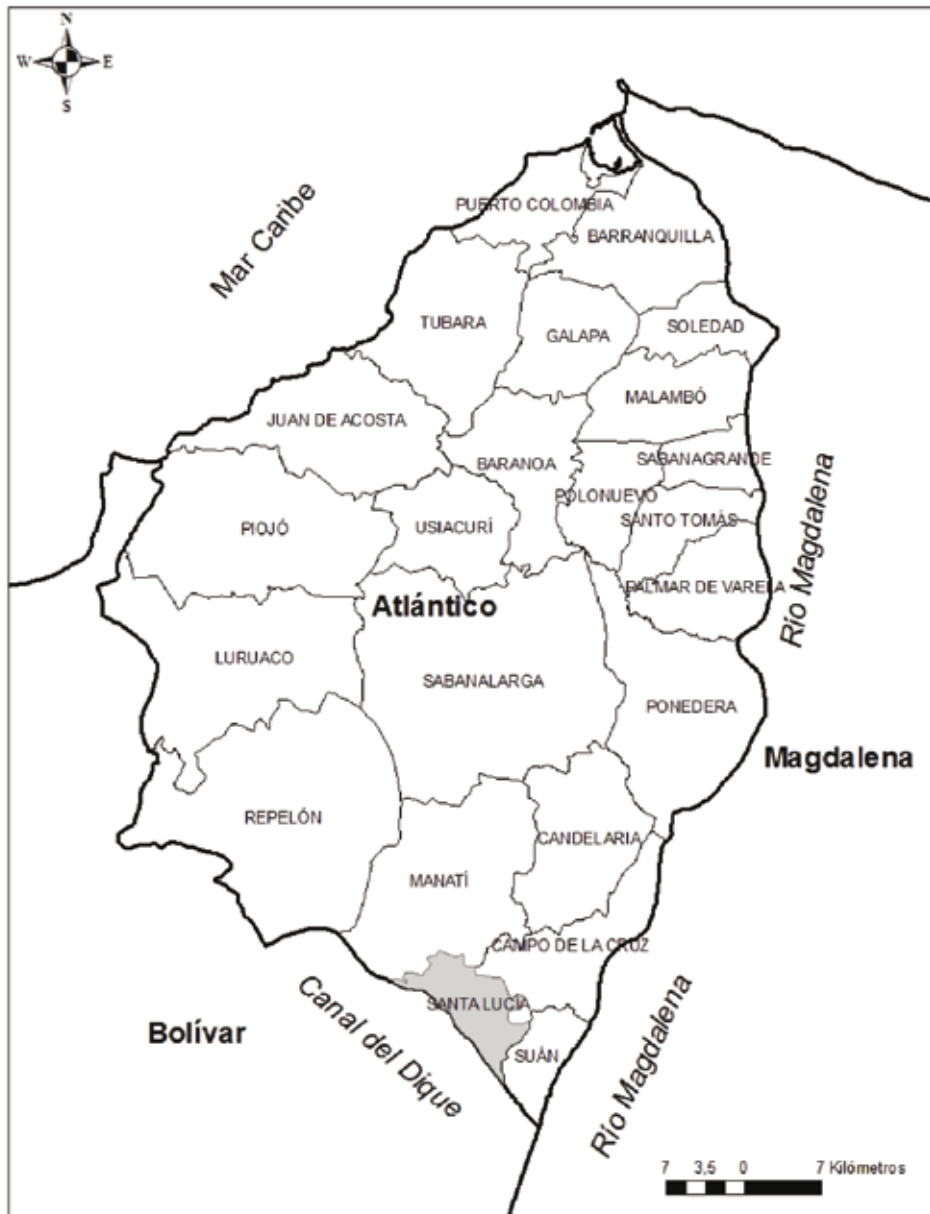 N
W E
S
Mar Caribe
PUERTO COLOMBIA
BARRANQUILLA
TUBARA
GALAPA
SOLEDAD
MALAMBÓ
JUAN DE ACOSTA
BARANOA
SABANAGRANDE
POLONUEVO
SANTO TOMÁS
PIOJÓ
USIACURÍ
Río Magdalena
PALMAR DE VARELA
Atlántico
LURUACO
SABANALARGA
PONEDERA
Magdalena
REPELÓN
CANDELARIA
MANATÍ
CAMPO DE LA CRUZ
SANTA LUCÍA
Bolívar
Canal del Dique
SUÁN
Río Magdalena
7 3,5 0 7 Kilómetros